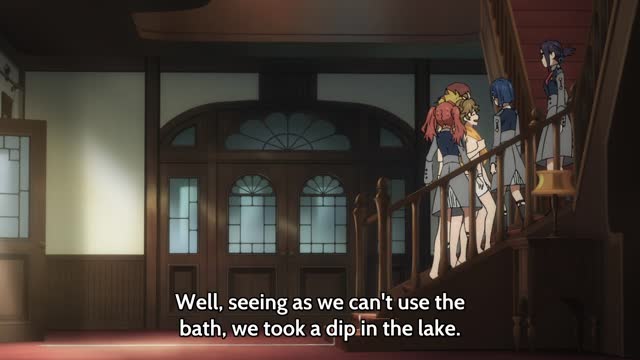 Well, seeing as we can't use the
bath, we took a dip in the lake.